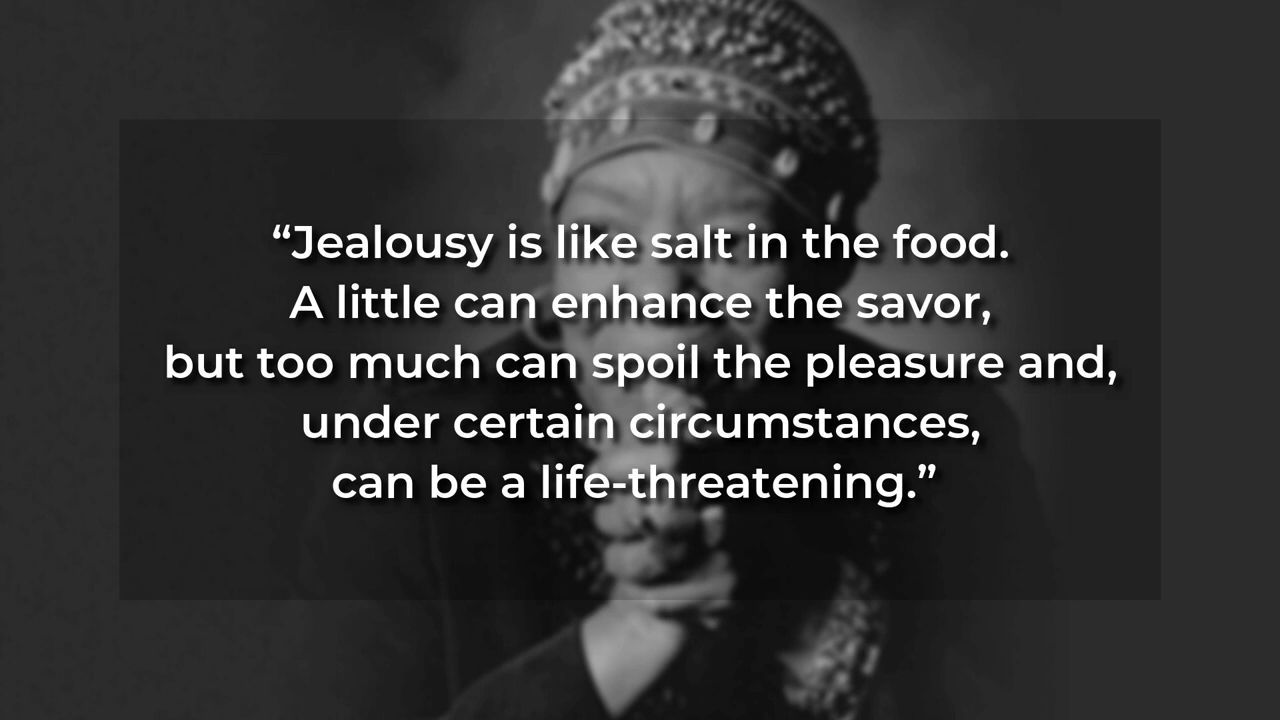 “Jealousy is like salt in the food.
A little can enhance the savor,
but too much can spoil the pleasure and,
under certain circumstances,
can be a life-threatening.”